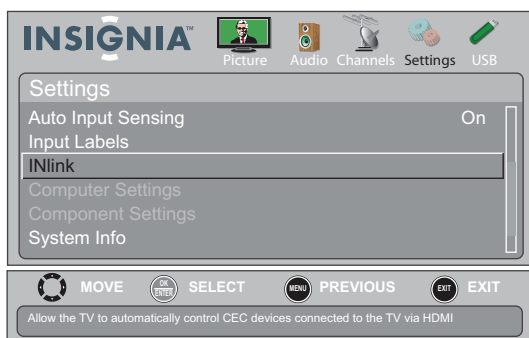 INSIGNIA™
Picture Audio Channels Settings USB
Settings
Auto Input Sensing On
Input Labels
INlink
Computer Settings
Component Settings
System Info
MOVE OK ENTER SELECT MENU PREVIOUS EXIT EXIT
Allow the TV to automatically control CEC devices connected to the TV via HDMI